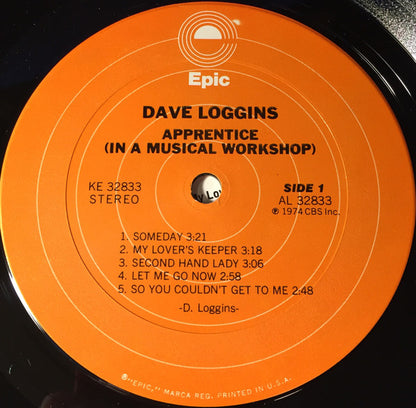 Epic
DAVE LOGGINS
APPRENTICE
(IN A MUSICAL WORKSHOP)
KE 32833
STEREO
SIDE 1
AL 32833
℗ 1974 CBS Inc.
1. SOMEDAY 3:21
2. MY LOVER'S KEEPER 3:18
3. SECOND HAND LADY 3:06
4. LET ME GO NOW 2:58
5. SO YOU COULDN'T GET TO ME 2:48
-D. Loggins-
®"EPIC," MARCA REG. PRINTED IN U.S.A.